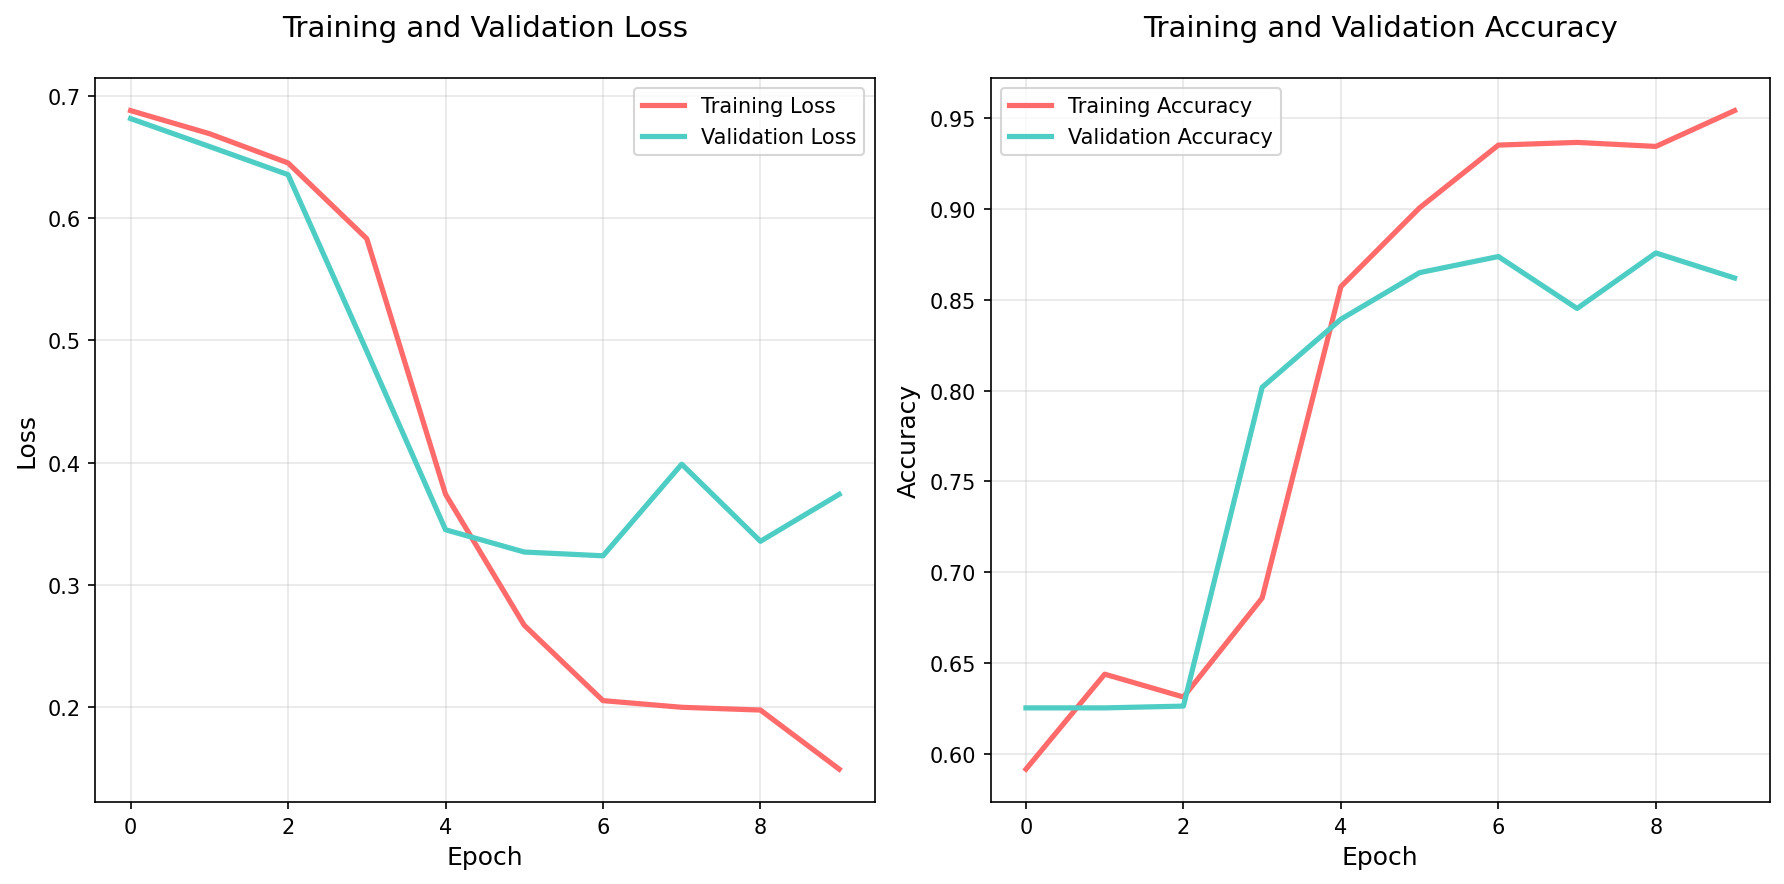 Training and Validation Loss
Training Loss
Validation Loss
0.7
0.6
0.5
0.4
0.3
0.2
Loss
0 2 4 6 8
Epoch
Training and Validation Accuracy
Training Accuracy
Validation Accuracy
0.95
0.90
0.85
0.80
0.75
0.70
0.65
0.60
Accuracy
0 2 4 6 8
Epoch